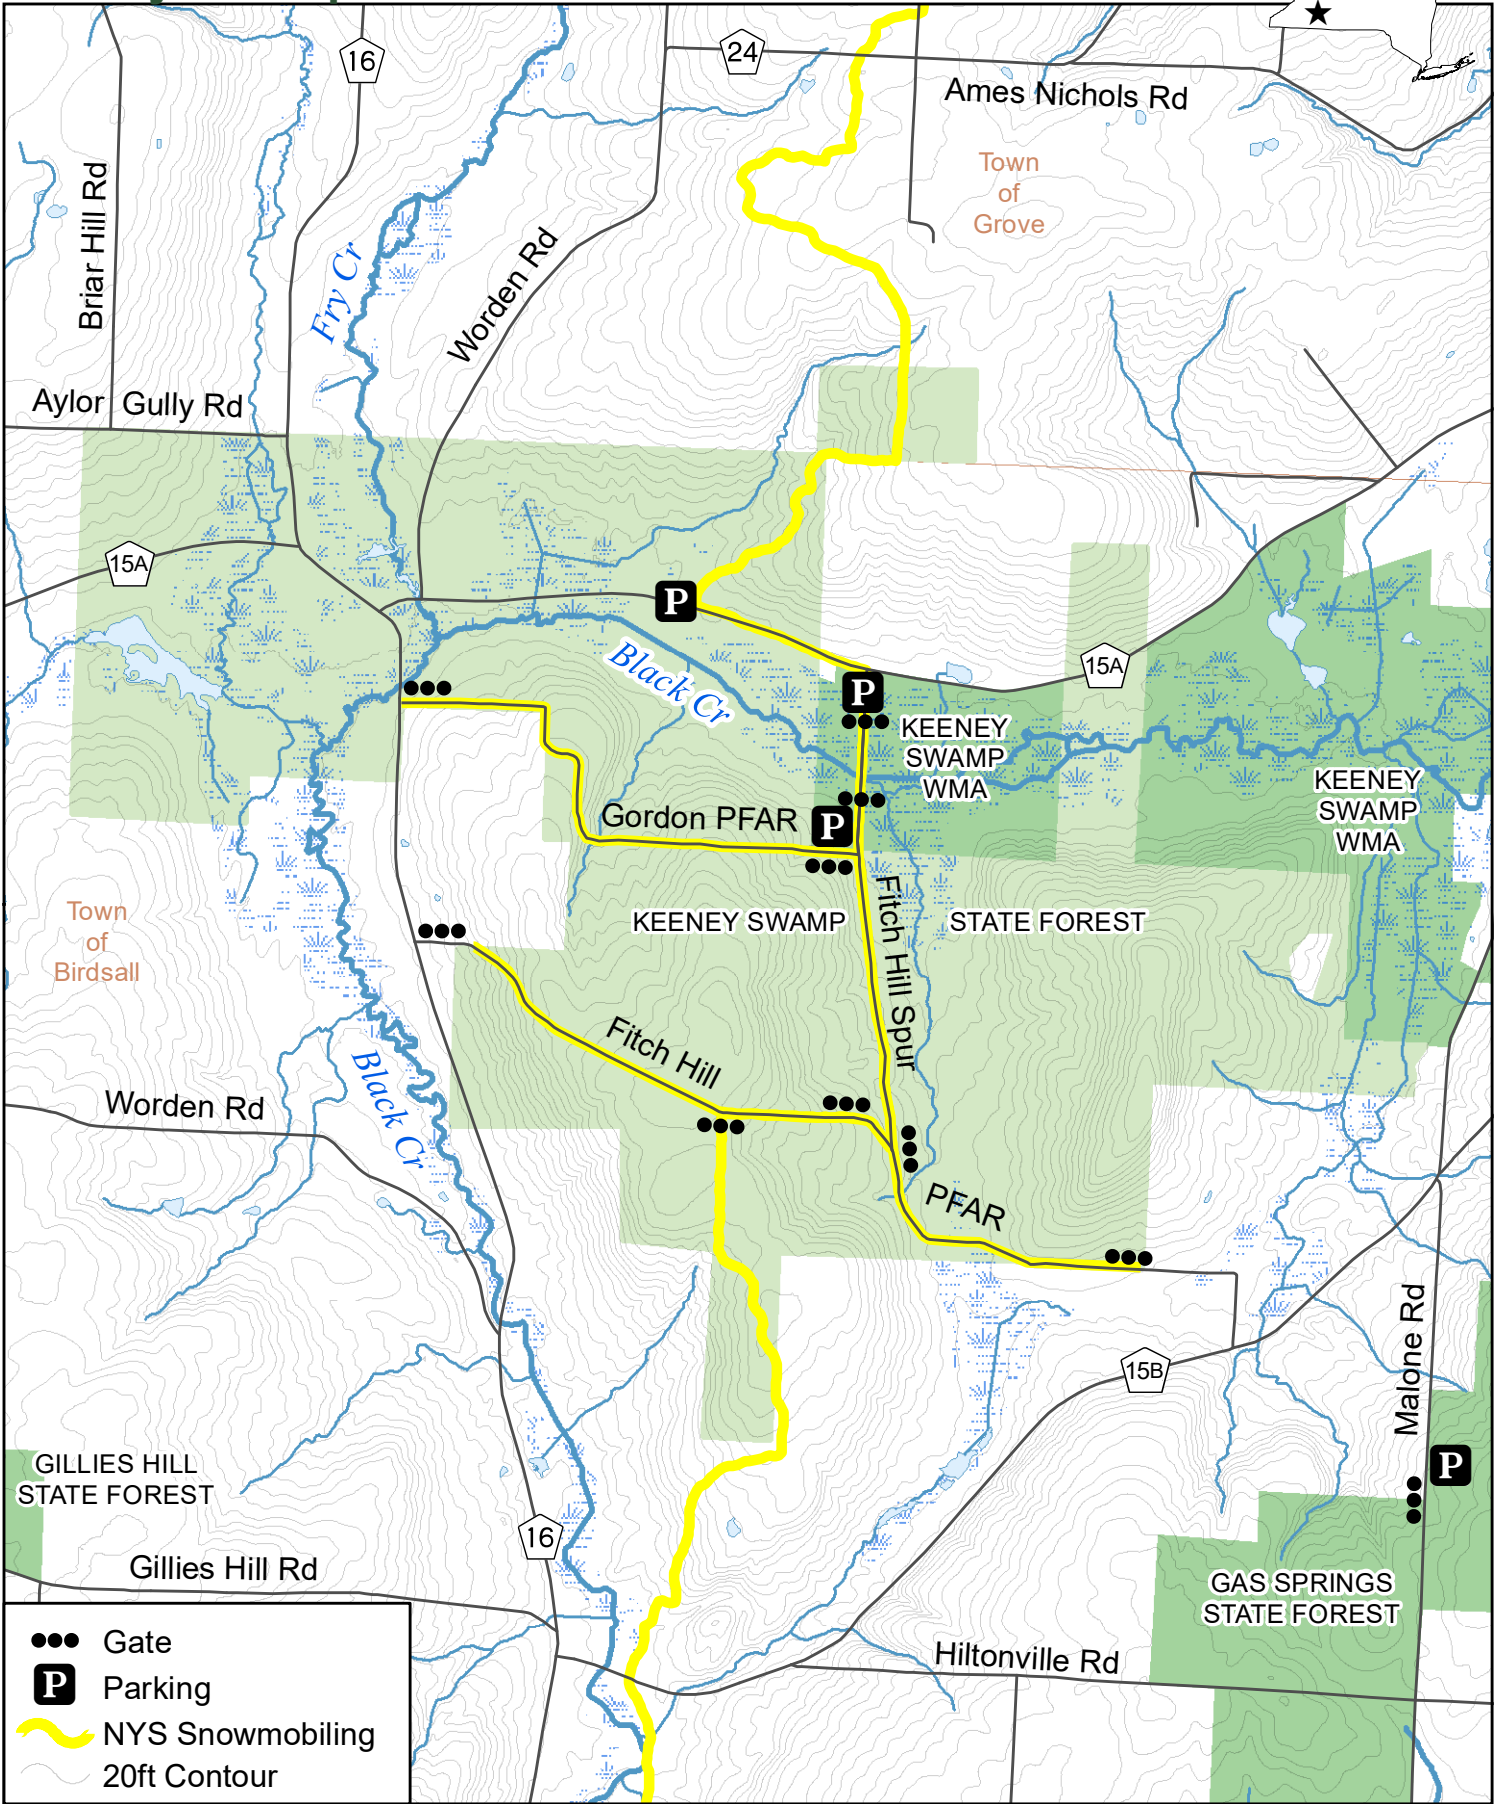 16
24
Ames Nichols Rd
Town
of
Grove
Briar Hill Rd
Fry Cr
Worden Rd
Aylor Gully Rd
15A
P
Black Cr
15A
P
KEENEY
SWAMP
WMA
KEENEY
SWAMP
WMA
Gordon PFAR
P
Fitch Hill Spur
KEENEY SWAMP
STATE FOREST
Town
of
Birdsall
Fitch Hill
Black Cr
Worden Rd
PFAR
Malone Rd
15B
P
GILLIES HILL
STATE FOREST
16
Gillies Hill Rd
GAS SPRINGS
STATE FOREST
Hiltonville Rd
Gate
P
Parking
NYS Snowmobiling
20ft Contour